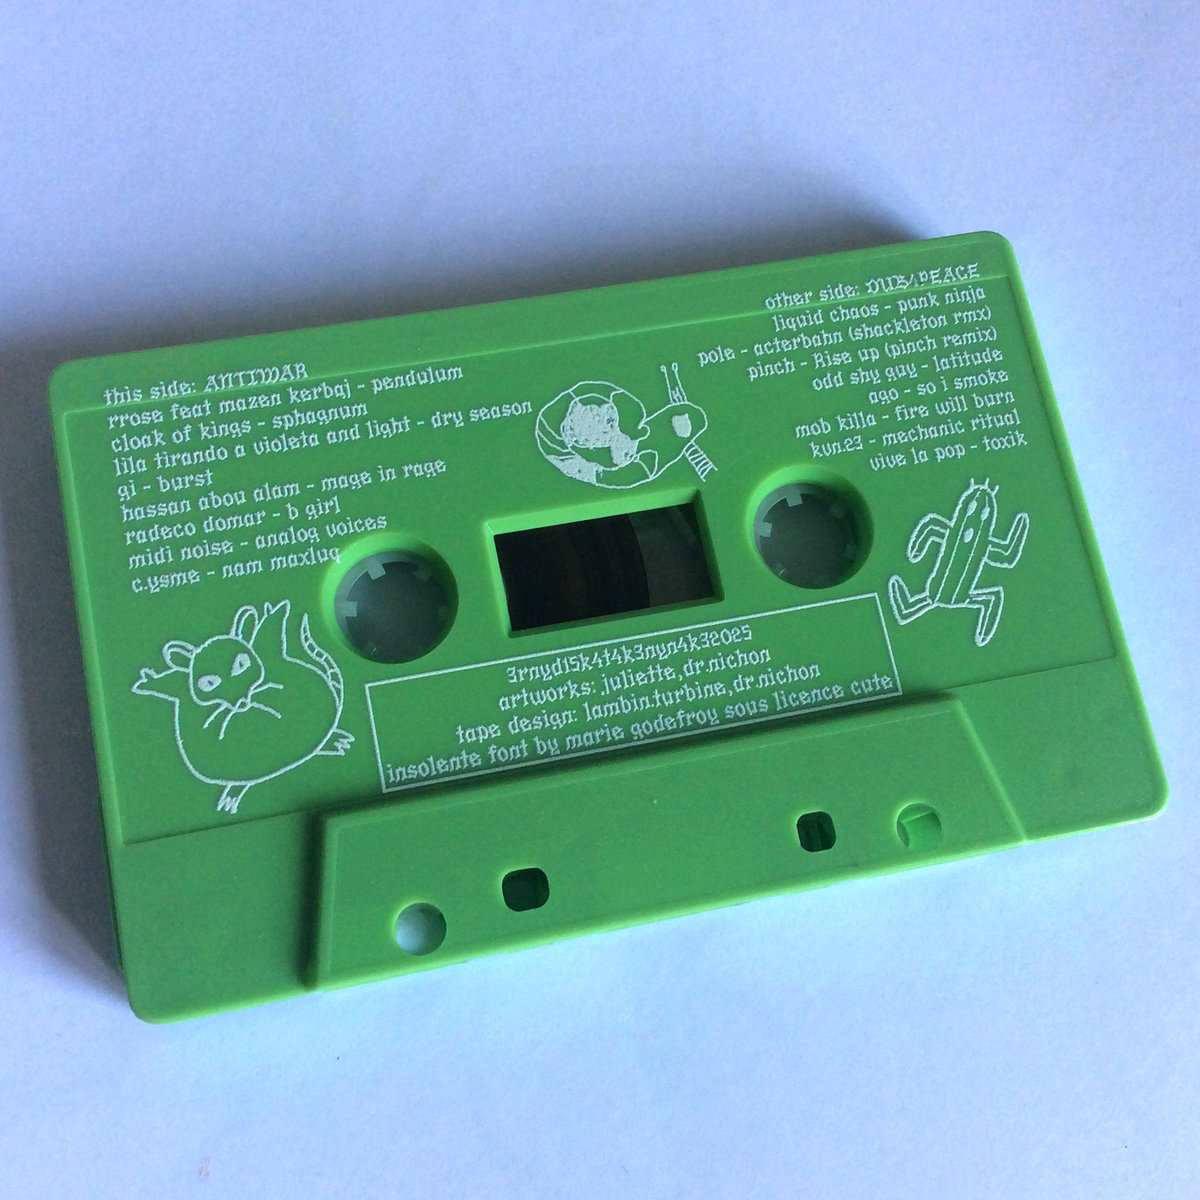 this side: ANTIWAR
rrose feat mazen kerbaj - pendulum
cloak of kings - sphagnum
lila tirando a violeta and light - dry season
gi - burst
hassan abou alam - mage in rage
radeco domar - b girl
midi noise - analog voices
c.ysme - nam maxluq
other side: DUB4PEACE
liquid chaos - punk ninja
pole - acterbahn (shackleton rmx)
pinch - Rise up (pinch remix)
odd shy guy - latitude
ago - so i smoke
mob killa - fire will burn
kvn.23 - mechanic ritual
vive la pop - toxik
3rnyd15k4t4k3nyn4k32025
artworks: juliette, dr.nichon
tape design: lambin.turbine, dr.nichon
insolente font by marie godefroy sous licence cute